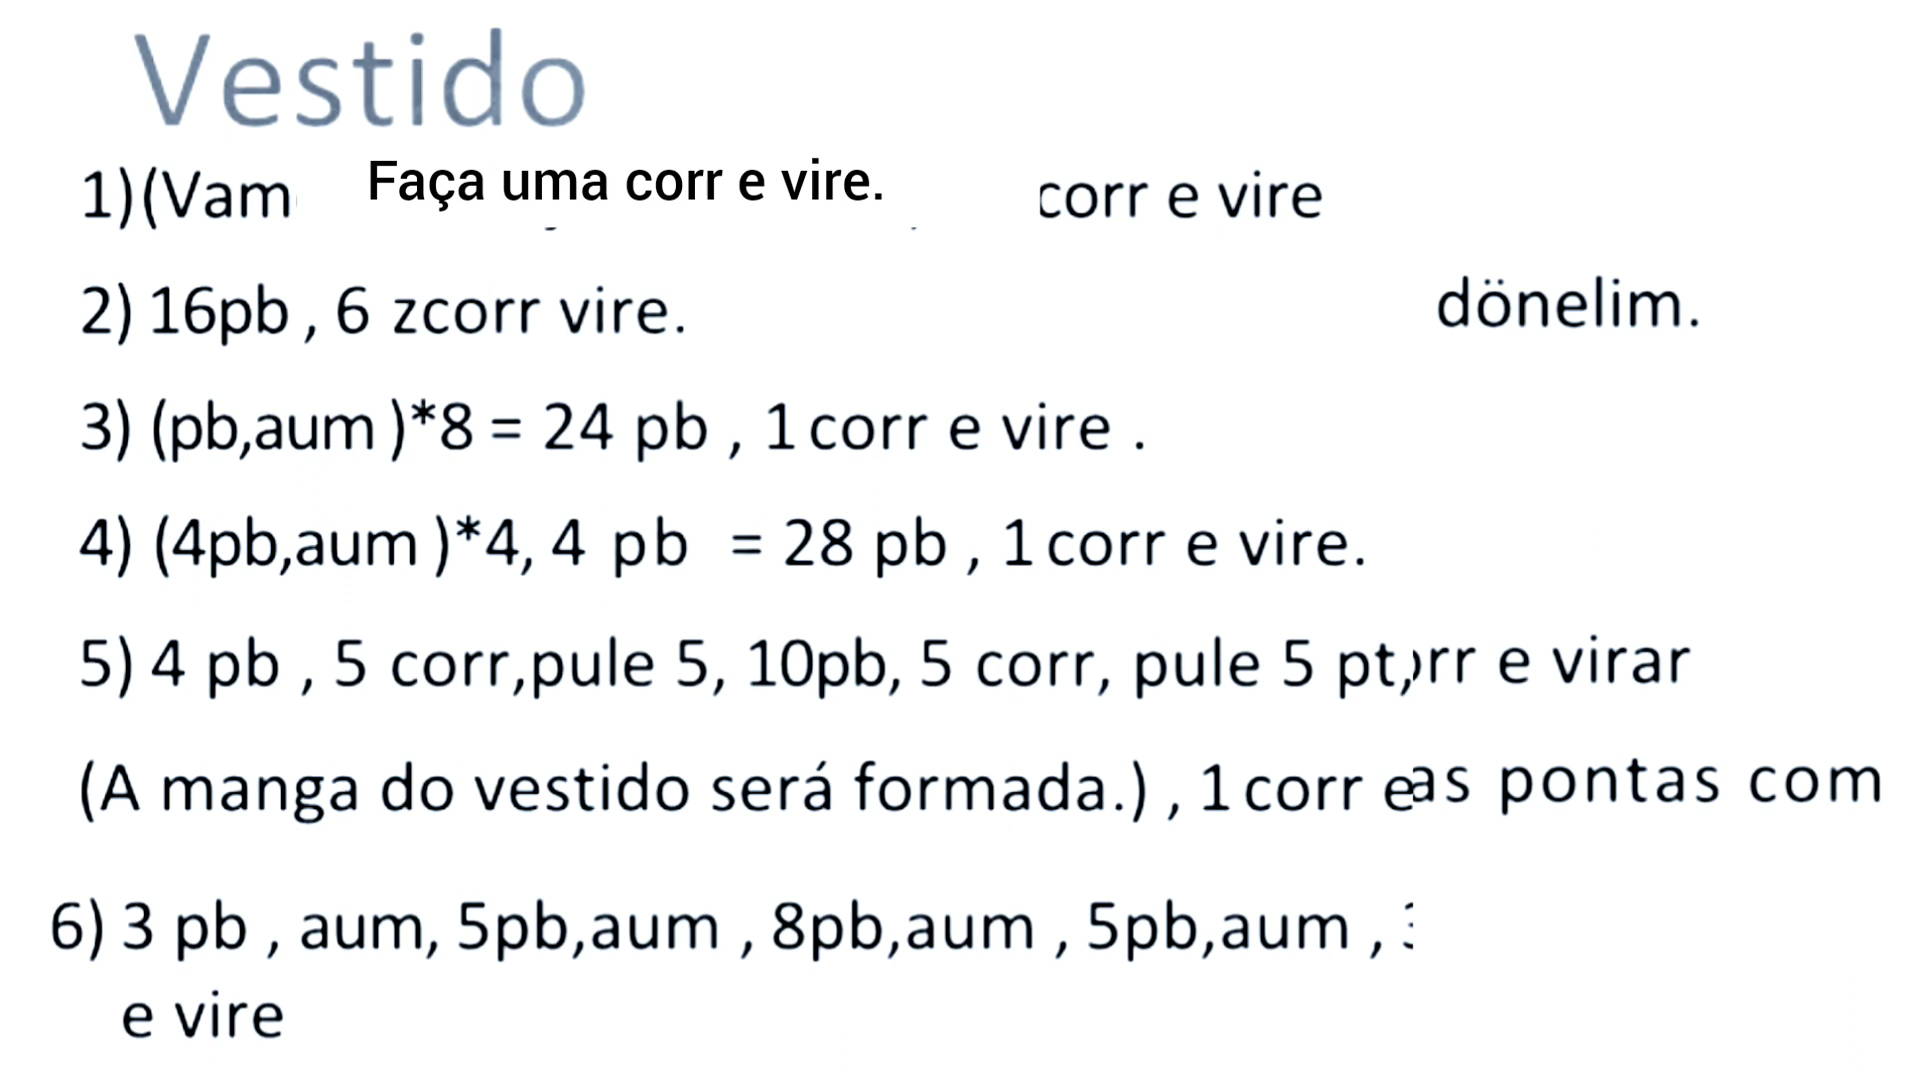 Vestido
1)(Vam Faça uma corr e vire. corr e vire
2) 16pb , 6 zcorr vire. dönelim.
3) (pb,aum )*8 = 24 pb , 1 corr e vire .
4) (4pb,aum )*4, 4 pb = 28 pb , 1 corr e vire.
5) 4 pb , 5 corr,pule 5, 10pb, 5 corr, pule 5 pt, rr e virar
(A manga do vestido será formada.) , 1 corr e as pontas com
6) 3 pb , aum, 5pb,aum , 8pb,aum , 5pb,aum ,
e vire